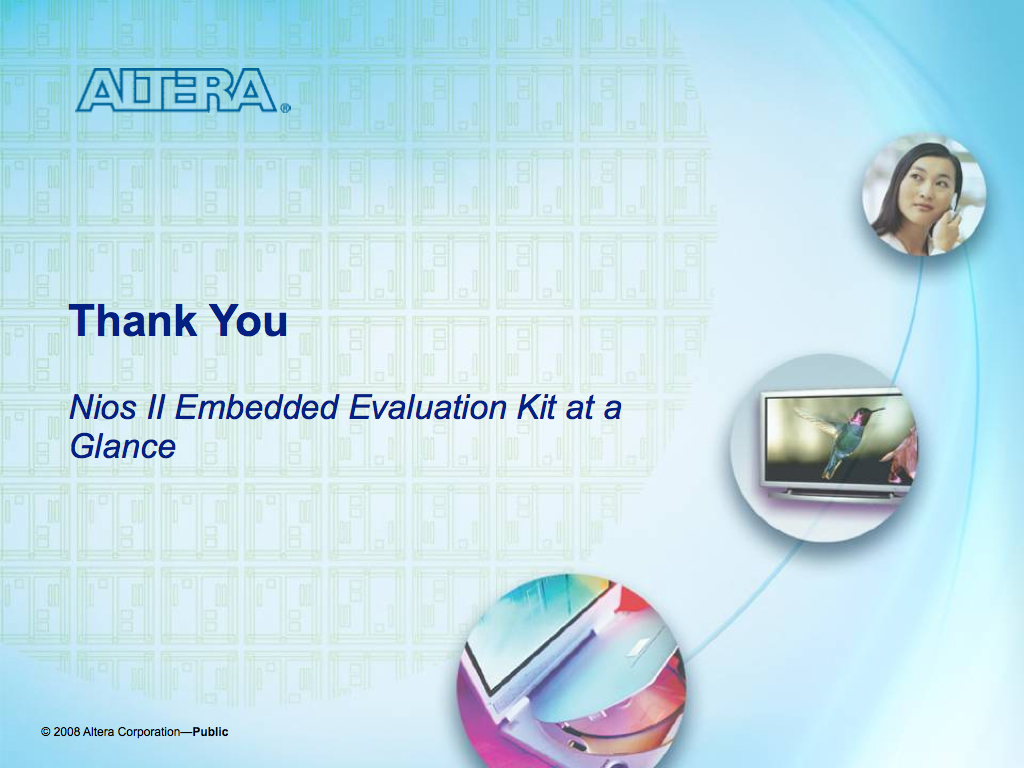 ALTERA®
Thank You
Nios II Embedded Evaluation Kit at a
Glance
© 2008 Altera Corporation—Public